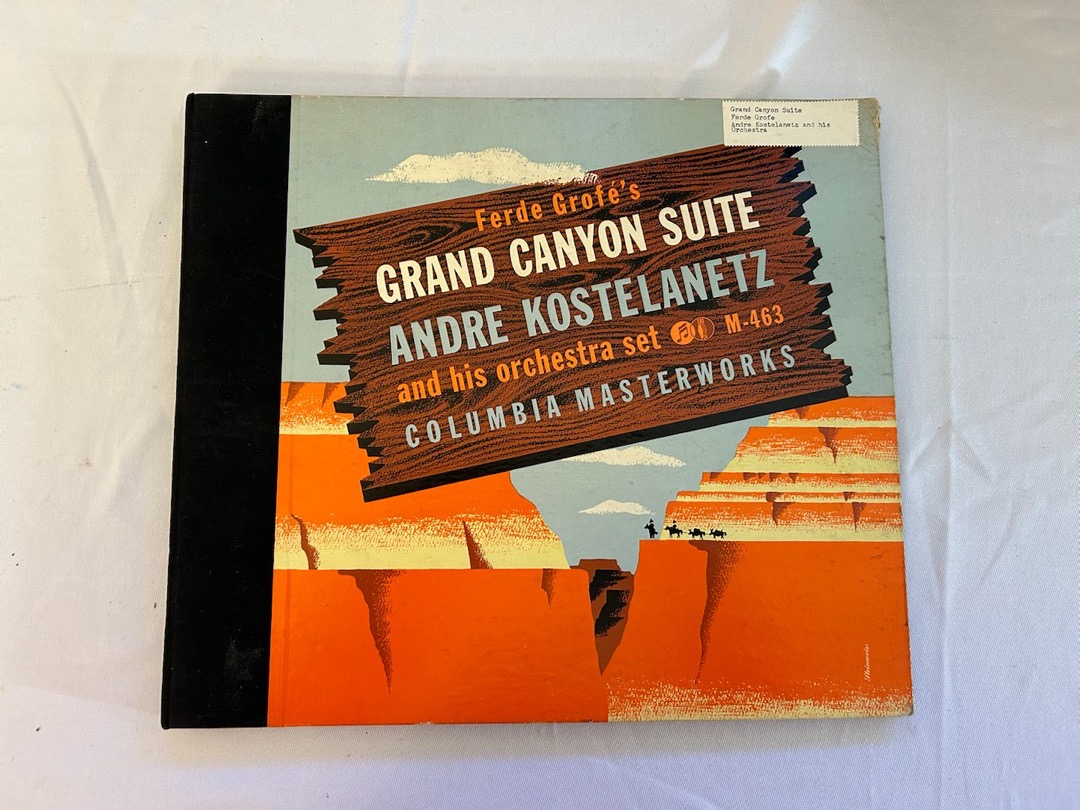 Grand Canyon Suite
Ferde Grofe
Andre Kostelanetz and his
Orchestra
Ferde Grofé's
GRAND CANYON SUITE
ANDRE KOSTELANETZ
and his orchestra set M-463
COLUMBIA MASTERWORKS
Steinweiss